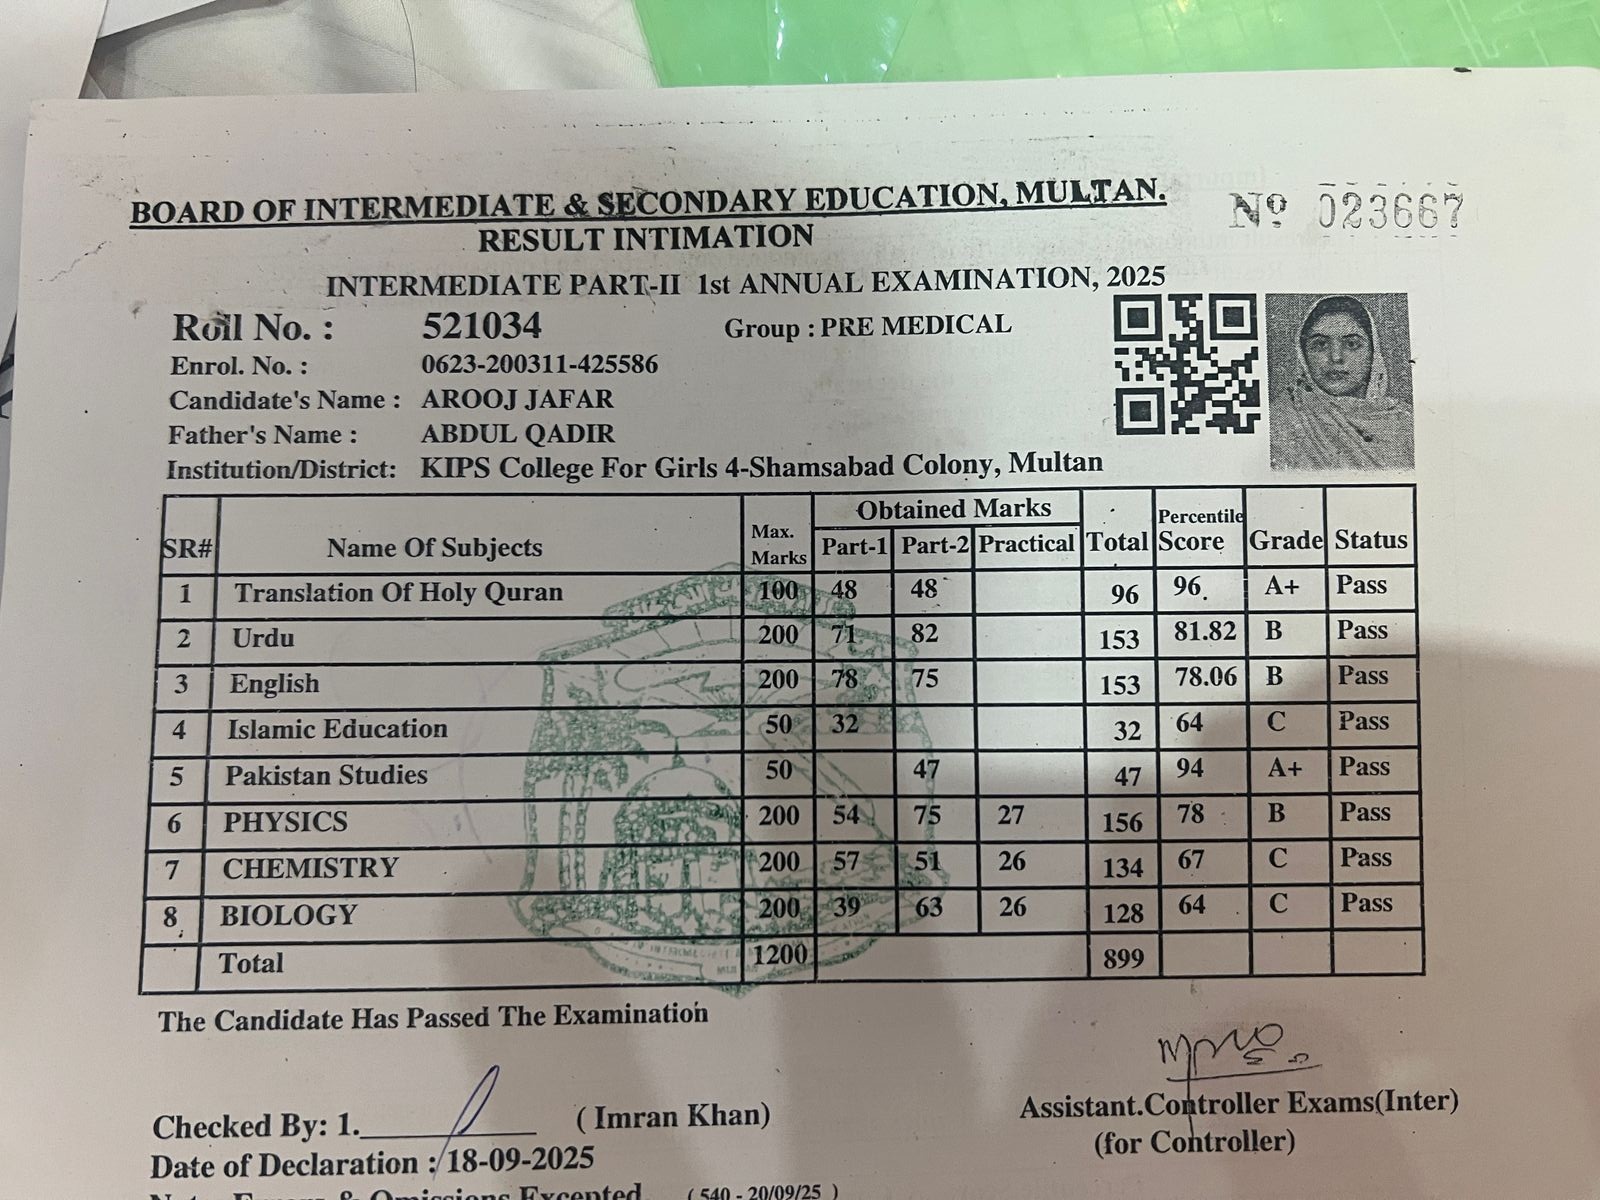 BOARD OF INTERMEDIATE & SECONDARY EDUCATION, MULTAN.
Nº 023667
RESULT INTIMATION
INTERMEDIATE PART-II 1st ANNUAL EXAMINATION, 2025
Roll No. : 521034 Group : PRE MEDICAL
Enrol. No. : 0623-200311-425586
Candidate's Name : AROOJ JAFAR
Father's Name : ABDUL QADIR
Institution/District: KIPS College For Girls 4-Shamsabad Colony, Multan
SR# Name Of Subjects Max. Marks Obtained Marks Part-1 Part-2 Practical Total Percentile Score Grade Status
1 Translation Of Holy Quran 100 48 48 96 96. A+ Pass
2 Urdu 200 71 82 153 81.82 B Pass
3 English 200 78 75 153 78.06 B Pass
4 Islamic Education 50 32 32 64 C Pass
5 Pakistan Studies 50 47 47 94 A+ Pass
6 PHYSICS 200 54 75 27 156 78 B Pass
7 CHEMISTRY 200 57 51 26 134 67 C Pass
8 BIOLOGY 200 39 63 26 128 64 C Pass
Total 1200 899
The Candidate Has Passed The Examination
Checked By: 1. ( Imran Khan)
Assistant.Controller Exams(Inter)
(for Controller)
Date of Declaration : 18-09-2025
Errors & Omissions Excepted. ( 540 - 20/09/25 )